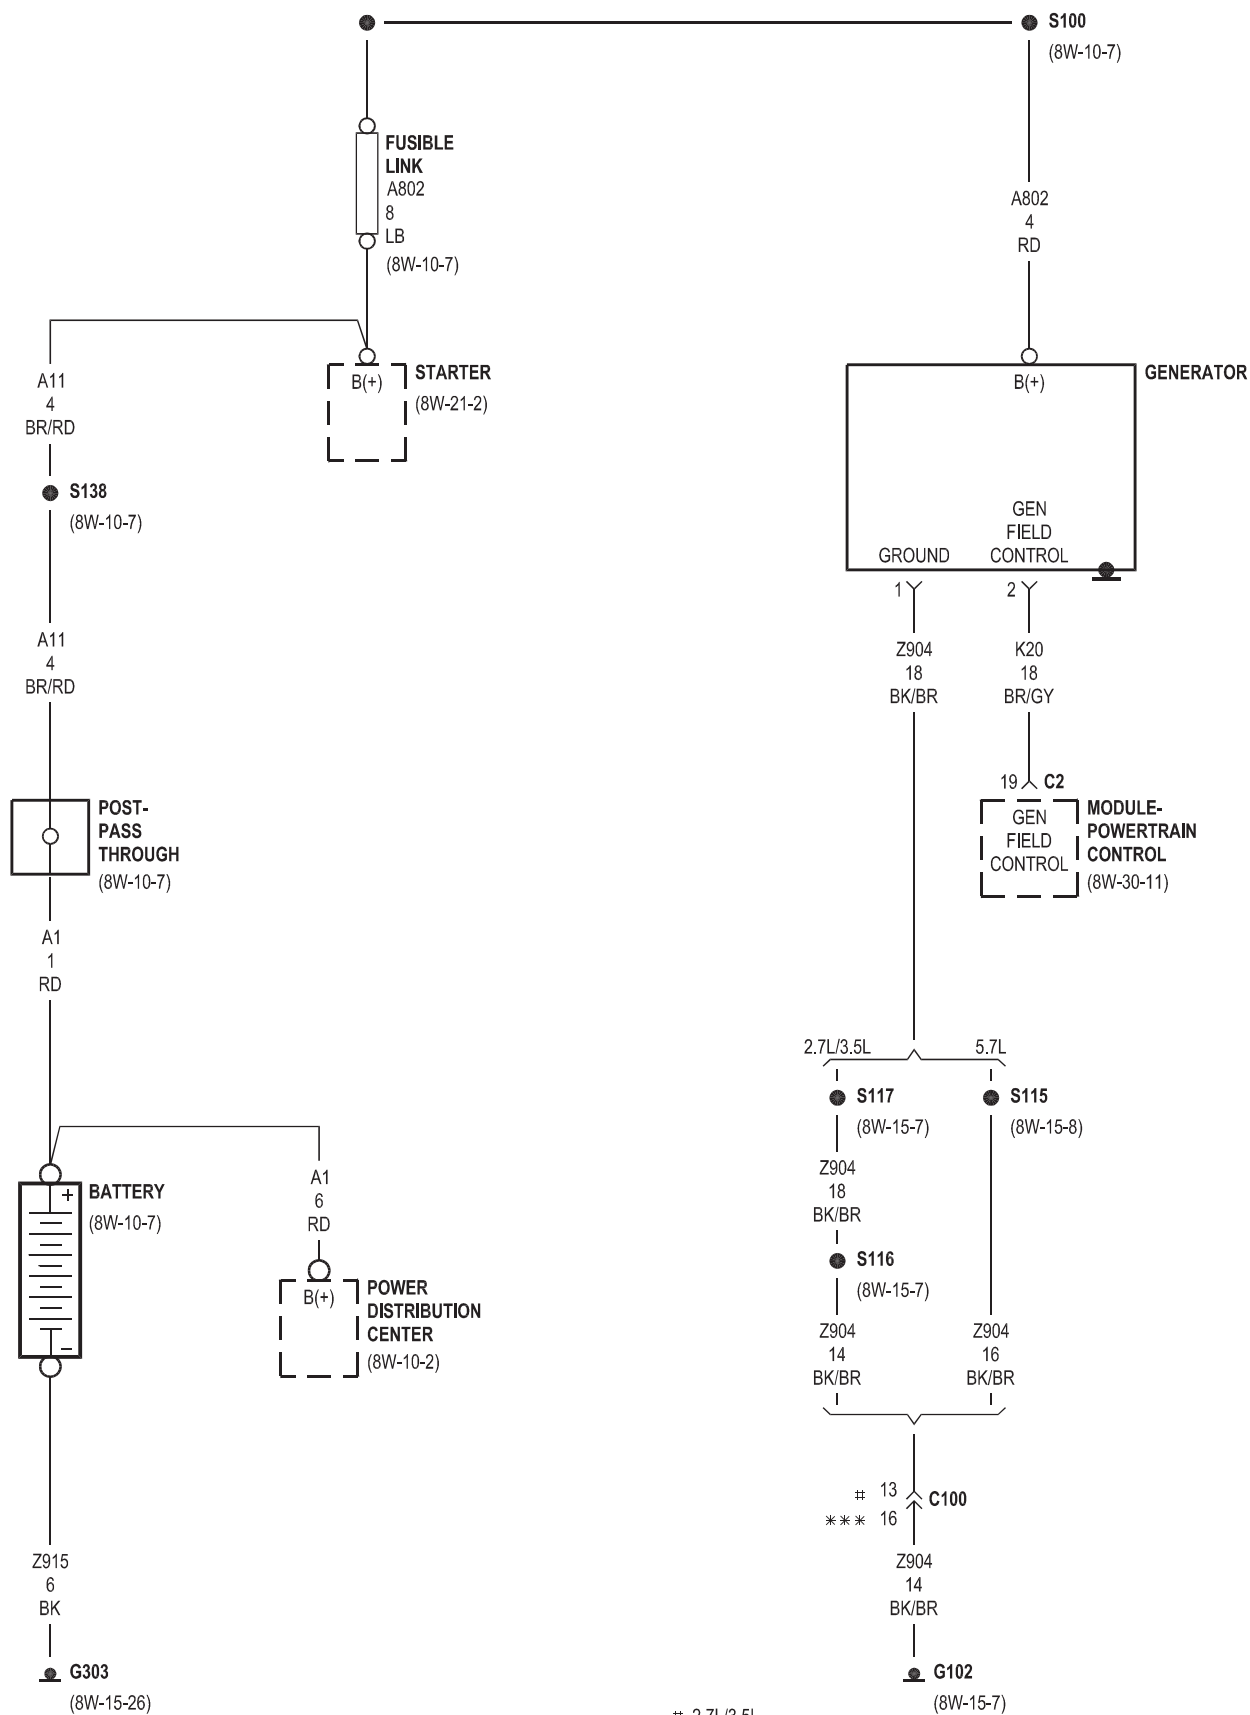 S100
(8W-10-7)
FUSIBLE
LINK
A802
8
LB
(8W-10-7)
A802
4
RD
A11
4
BR/RD
B(+)
STARTER
(8W-21-2)
B(+)
GENERATOR
S138
(8W-10-7)
GROUND
GEN
FIELD
CONTROL
1
2
A11
4
BR/RD
Z904
18
BK/BR
K20
18
BR/GY
19
C2
POST-
PASS
THROUGH
(8W-10-7)
GEN
FIELD
CONTROL
MODULE-
POWERTRAIN
CONTROL
(8W-30-11)
A1
1
RD
2.7L/3.5L
5.7L
S117
(8W-15-7)
S115
(8W-15-8)
+
BATTERY
(8W-10-7)
-
A1
6
RD
Z904
18
BK/BR
S116
(8W-15-7)
B(+)
POWER
DISTRIBUTION
CENTER
(8W-10-2)
Z904
14
BK/BR
Z904
16
BK/BR
# 13
*** 16
C100
Z915
6
BK
Z904
14
BK/BR
G303
(8W-15-26)
G102
(8W-15-7)
# 2.7L/3.5L